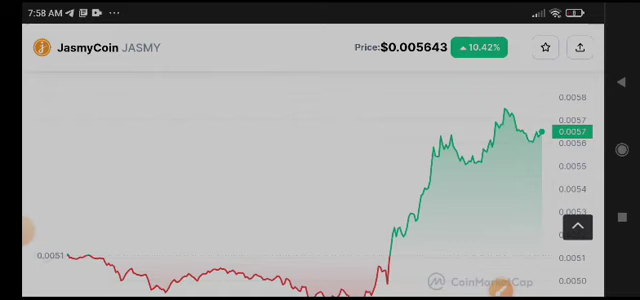 7:58 AM
JasmyCoin JASMY
Price:$0.005643 10.42%
0.0058
0.0057
0.0057
0.0056
0.0055
0.0054
0.0053
0.0051
0.0051
0.0050
CoinMarketCap